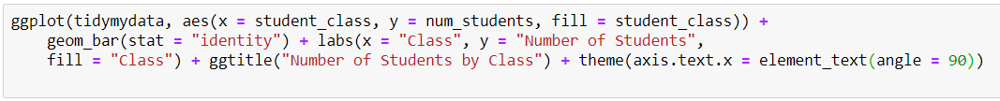 ggplot(tidymydata, aes(x = student_class, y = num_students, fill = student_class)) +
geom_bar(stat = "identity") + labs(x = "Class", y = "Number of Students",
fill = "Class") + ggtitle("Number of Students by Class") + theme(axis.text.x = element_text(angle = 90))